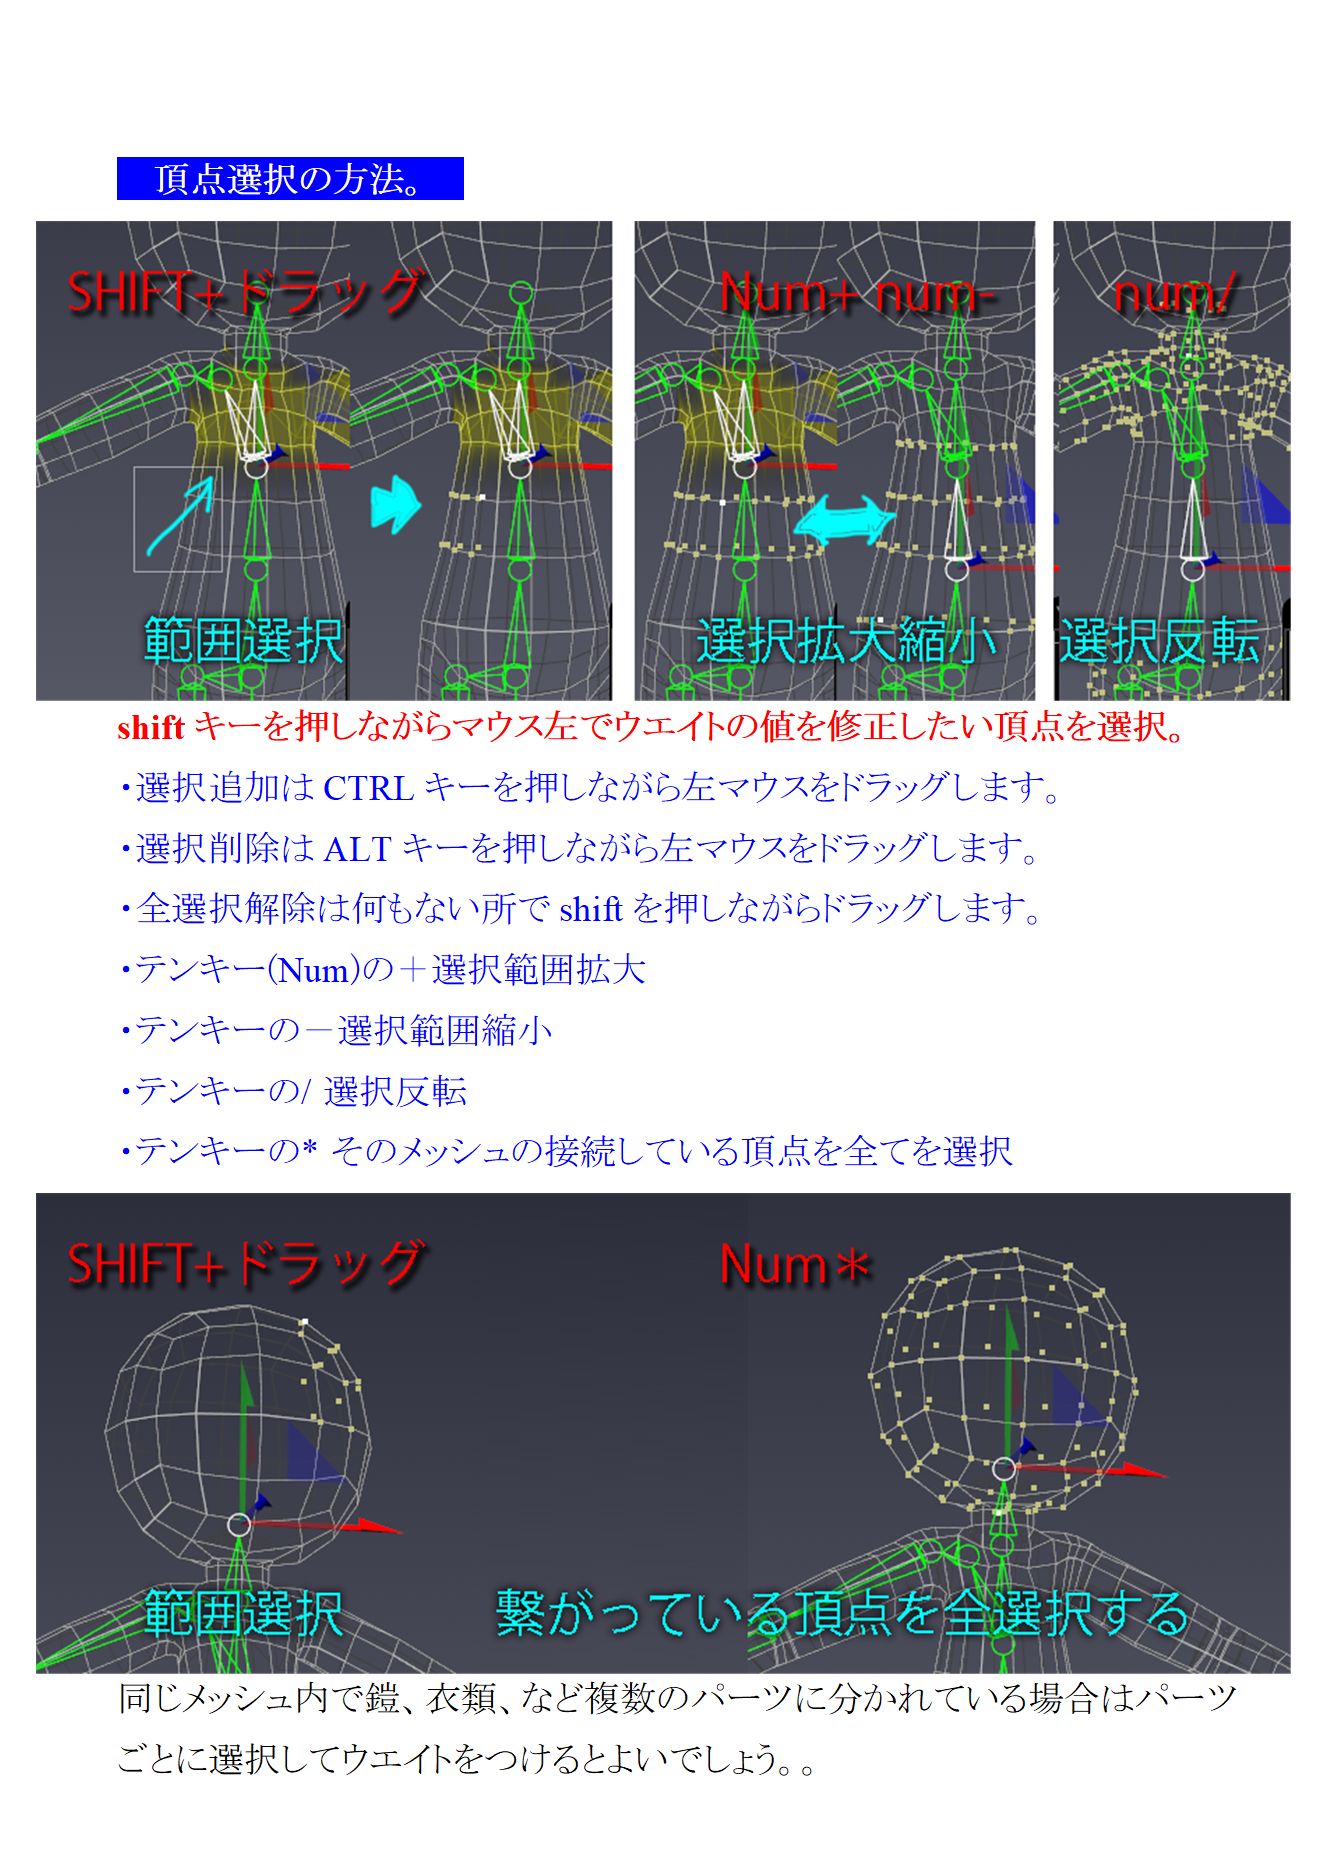 頂点選択の方法。
SHIFT+ドラッグ
Num+ num-
num/
範囲選択
選択拡大縮小
選択反転
shift キーを押しながらマウス左でウエイトの値を修正したい頂点を選択。
・選択追加は CTRL キーを押しながら左マウスをドラッグします。
・選択削除は ALT キーを押しながら左マウスをドラッグします。
・全選択解除は何もない所で shift を押しながらドラッグします。
・テンキー(Num)の＋選択範囲拡大
・テンキーの－選択範囲縮小
・テンキーの/ 選択反転
・テンキーの* そのメッシュの接続している頂点を全てを選択
SHIFT+ドラッグ
Num＊
範囲選択
繋がっている頂点を全選択する
同じメッシュ内で鎧、衣類、など複数のパーツに分かれている場合はパーツ
ごとに選択してウエイトをつけるとよいでしょう。。